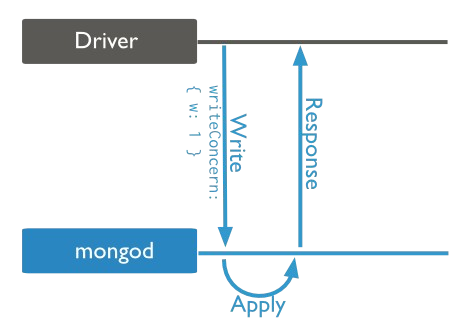 Driver
Write
writeConcern:
{ w: 1 }
Response
mongod
Apply